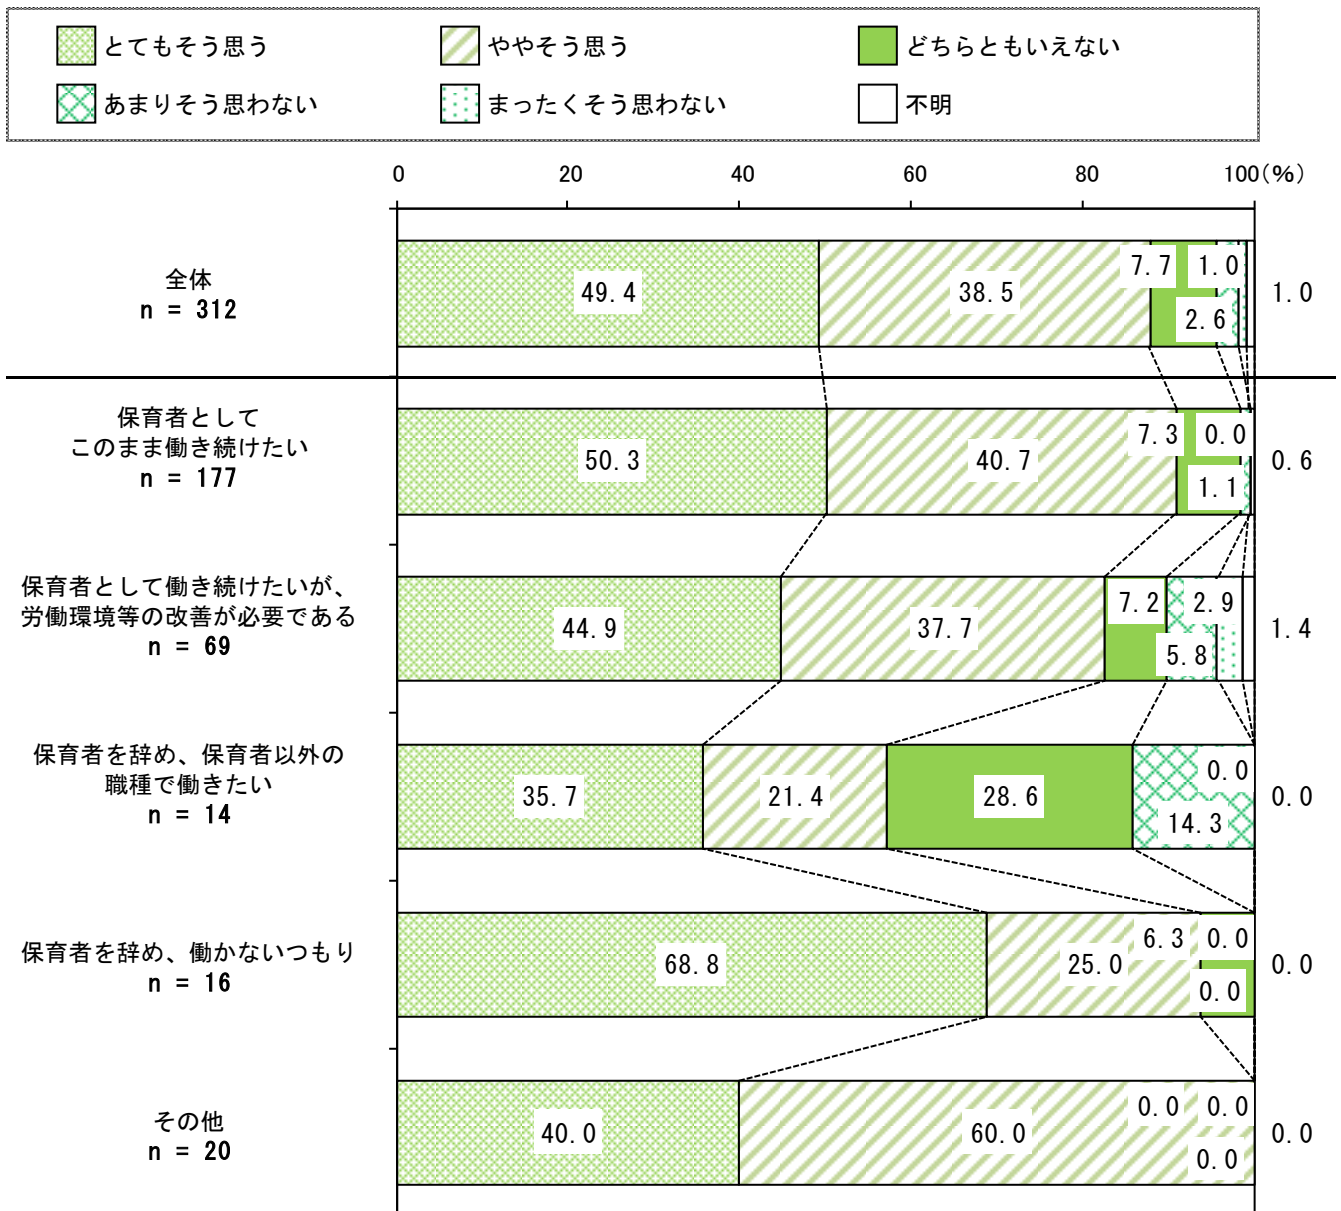 とてもそう思う ややそう思う どちらともいえない
あまりそう思わない まったくそう思わない 不明
0 20 40 60 80 100(%)
全体
n = 312
49.4 38.5 7.7 2.6 1.0 1.0
保育者として
このまま働き続けたい
n = 177
50.3 40.7 7.3 1.1 0.0 0.6
保育者として働き続けたいが、
労働環境等の改善が必要である
n = 69
44.9 37.7 7.2 5.8 2.9 1.4
保育者を辞め、保育者以外の
職種で働きたい
n = 14
35.7 21.4 28.6 14.3 0.0 0.0
保育者を辞め、働かないつもり
n = 16
68.8 25.0 6.3 0.0 0.0 0.0
その他
n = 20
40.0 60.0 0.0 0.0 0.0 0.0